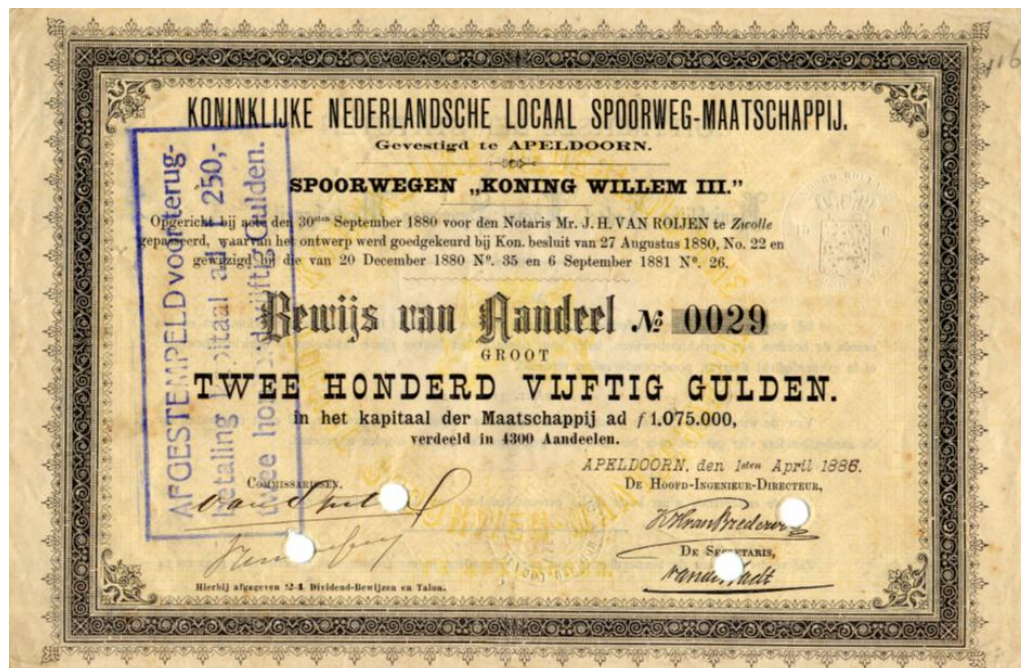 116
KONINKLIJKE NEDERLANDSCHE LOCAAL SPOORWEG-MAATSCHAPPIJ.
Gevestigd te APELDOORN.
SPOORWEGEN „KONING WILLEM III.”
Opgericht bij acte den 30sten September 1880 voor den Notaris Mr. J. H. VAN ROIJEN te Zwolle
gepasseerd, waarvan het ontwerp werd goedgekeurd bij Kon. besluit van 27 Augustus 1880, No. 22 en
gewijzigd bij die van 20 December 1880 No. 35 en 6 September 1881 No. 26.
Bewijs van Aandeel No 0029
GROOT
TWEE HONDERD VIJFTIG GULDEN.
in het kapitaal der Maatschappij ad f 1.075.000,
verdeeld in 4300 Aandeelen.
APELDOORN, den 1sten April 1886.
COMMISSARISSEN,
DE HOOFD-INGENIEUR-DIRECTEUR,
DE SECRETARIS,
Hierbij afgegeven 24 Dividend-Bewijzen en Talon.
AFGESTEMPELD voor terug-
betaling kapitaal ad f 250,-
twee honderd vijftig gulden.